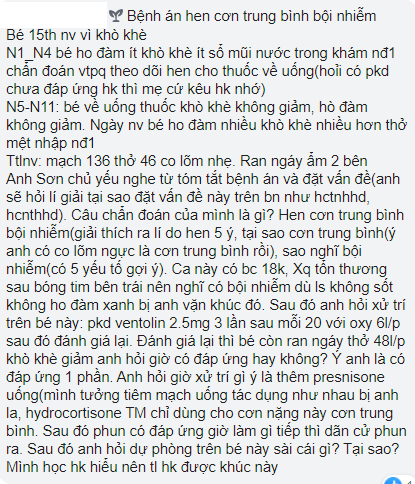 🌱 Bệnh án hen cơn trung bình bội nhiễm
Bé 15th nv vì khò khè
N1_N4 bé ho đàm ít khò khè ít sổ mũi nước trong khám nđ1
chẩn đoán vtpq theo dõi hen cho thuốc về uống(hoỉi có pkd
chưa đáp ứng hk thì mẹ cứ kêu hk nhớ)
N5-N11: bé về uống thuốc khò khè không giảm, hò đàm
không giảm. Ngày nv bé ho đàm nhiều khò khè nhiều hơn thở
mệt nhập nđ1
Ttlnv: mạch 136 thở 46 co lõm nhẹ. Ran ngáy ẩm 2 bên
Anh Sơn chủ yếu nghe từ tóm tắt bệnh án và đặt vấn đề(anh
sẽ hỏi lí giải tại sao đặt vấn đề này trên bn như hctnhhd,
hcnthhd). Câu chẩn đoán của mình là gì? Hen cơn trung bình
bội nhiễm(giải thích ra lí do hen 5 ý, tại sao cơn trung bình(ý
anh có co lõm ngực là cơn trung bình rồi), sao nghĩ bội
nhiễm(có 5 yếu tố gợi ý). Ca này có bc 18k, Xq tổn thương
sau bóng tim bên trái nên nghĩ có bội nhiễm dù ls không sốt
không ho đàm xanh bị anh vặn khúc đó. Sau đó anh hỏi xử trí
trên bé này: pkd ventolin 2.5mg 3 lần sau mỗi 20 với oxy 6l/p
sau đó đánh giá lại. Đánh giá lại thì bé còn ran ngáy thở 48l/p
khò khè giảm anh hỏi giờ có đáp ứng hay không? Ý anh là có
đáp ứng 1 phần. Anh hỏi giờ xử trí gì ý là thêm presnisone
uống(mình tưởng tiêm mạch uống tác dụng như nhau bị anh
la, hydrocortisone TM chỉ dùng cho cơn nặng này cơn trung
bình. Sau đó phun có đáp ứng giờ làm gì tiếp thì dãn cử phun
ra. Sau đó anh hỏi dự phòng trên bé này sài cái gì? Tại sao?
Mình học hk hiểu nên tl hk được khúc này